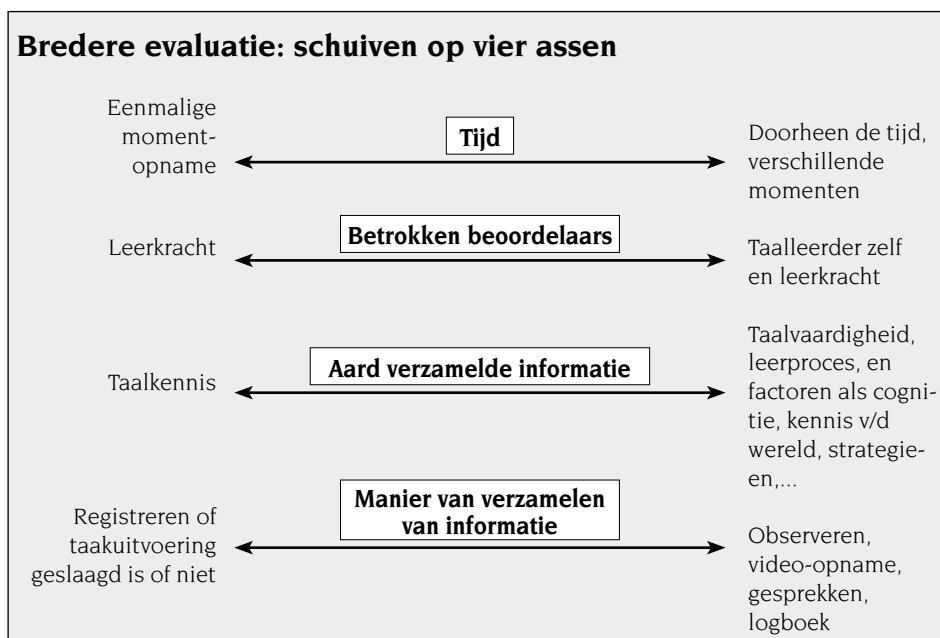 Bredere evaluatie: schuiven op vier assen
Eenmalige
moment-
opname
Tijd
Doorheen de tijd,
verschillende
momenten
Leerkracht
Betrokken beoordelaars
Taalleerder zelf
en leerkracht
Taalkennis
Aard verzamelde informatie
Taalvaardigheid,
leerproces, en
factoren als cogni-
tie, kennis v/d
wereld, strategie-
en,...
Registreren of
taakuitvoering
geslaagd is of niet
Manier van verzamelen
van informatie
Observeren,
video-opname,
gesprekken,
logboek